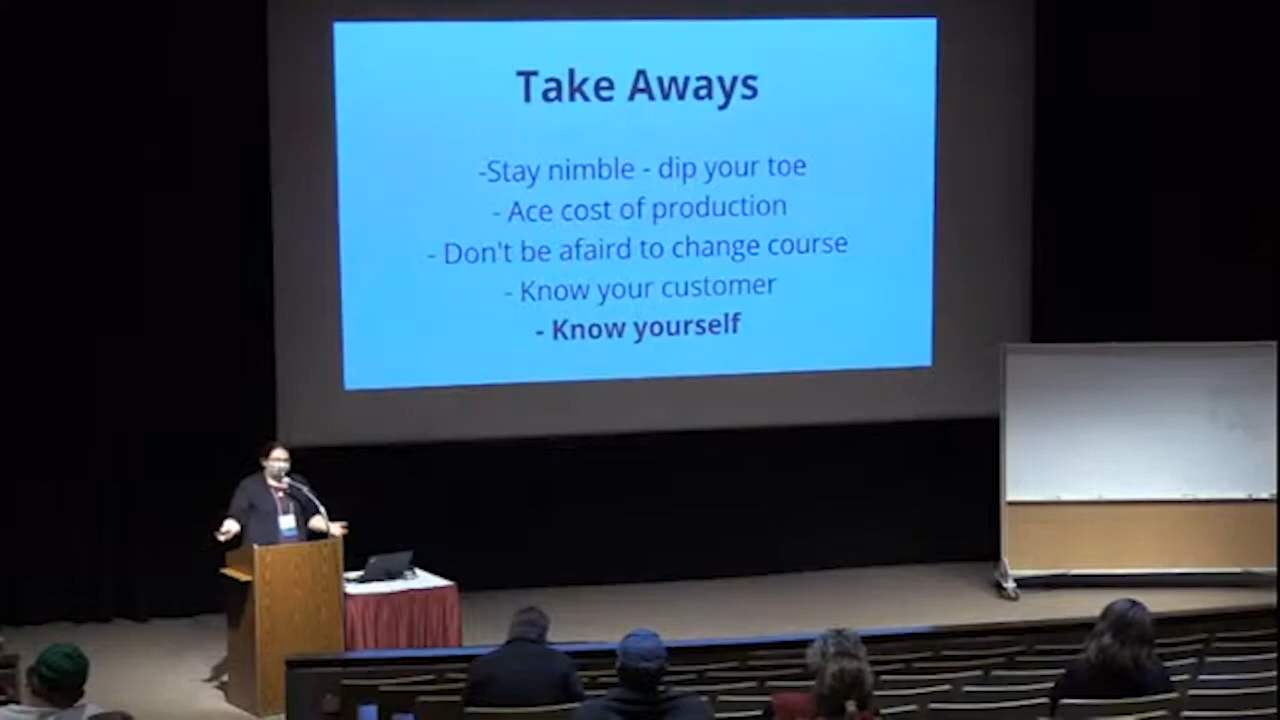 Take Aways
-Stay nimble - dip your toe
- Ace cost of production
- Don't be afaird to change course
- Know your customer
- Know yourself